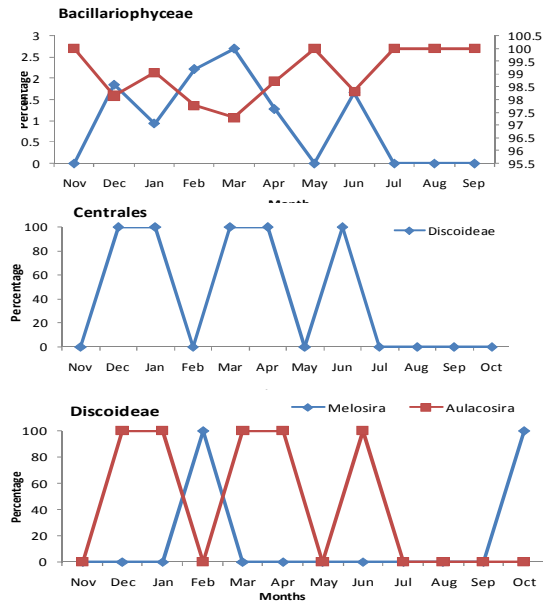 Bacillariophyceae
3 2.5 2 1.5 1 0.5 0
Percentage
100.5 100 99.5 99 98.5 98 97.5 97 96.5 96 95.5
Nov Dec Jan Feb Mar Apr May Jun Jul Aug Sep
Month
Centrales
Discoideae
100 80 60 40 20 0
Percentage
Nov Dec Jan Feb Mar Apr May Jun Jul Aug Sep Oct
Discoideae
Melosira Aulacosira
100 80 60 40 20 0
Percentage
Nov Dec Jan Feb Mar Apr May Jun Jul Aug Sep Oct
Months